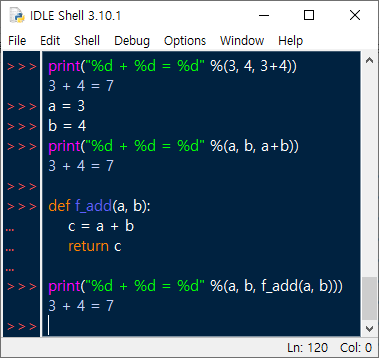 IDLE Shell 3.10.1
File Edit Shell Debug Options Window Help
>>> print("%d + %d = %d" %(3, 4, 3+4))
3 + 4 = 7
>>> a = 3
>>> b = 4
>>> print("%d + %d = %d" %(a, b, a+b))
3 + 4 = 7
>>>
>>> def f_add(a, b):
... c = a + b
... return c
...
>>> print("%d + %d = %d" %(a, b, f_add(a, b)))
3 + 4 = 7
>>>
Ln: 120 Col: 0